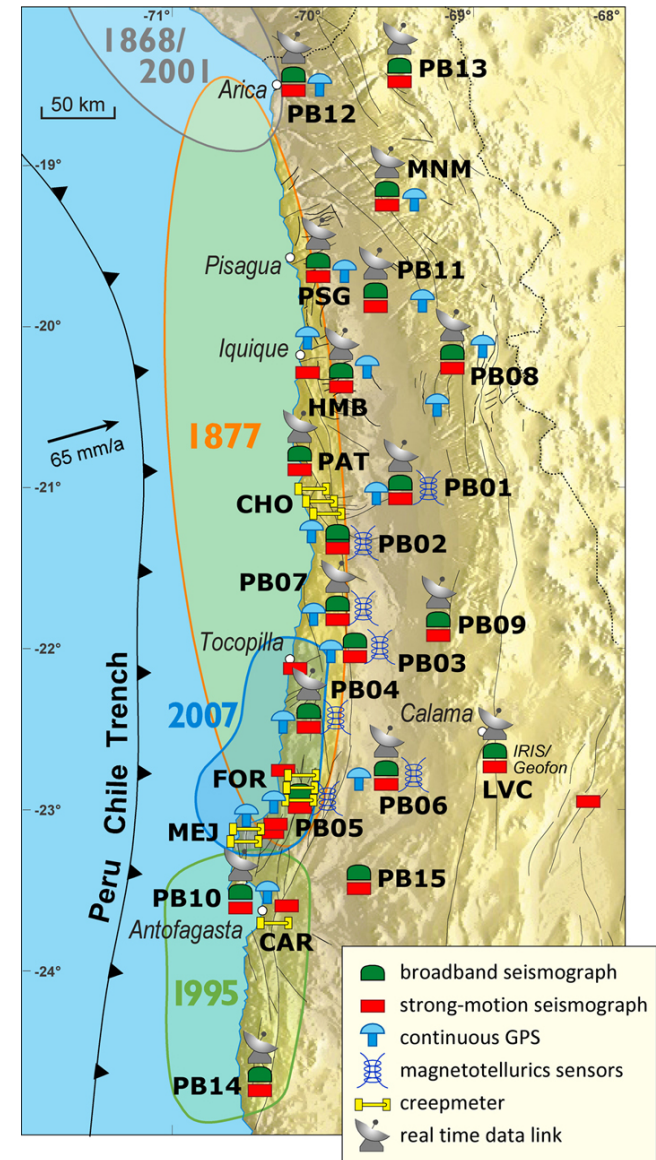 -71°
-70°
-69°
-68°
1868/
2001
Arica
PB12
PB13
50 km
-19°
MNM
Pisagua
PSG
PB11
-20°
Iquique
HMB
PB08
1877
65 mm/a
PAT
-21°
CHO
PB01
PB02
PB07
PB09
-22°
Tocopilla
PB03
PB04
2007
Calama
IRIS/
Geofon
LVC
FOR
PB06
-23°
PB05
MEJ
Peru Chile Trench
PB15
PB10
Antofagasta
CAR
-24°
1995
PB14
broadband seismograph
strong-motion seismograph
continuous GPS
magnetotellurics sensors
creepmeter
real time data link